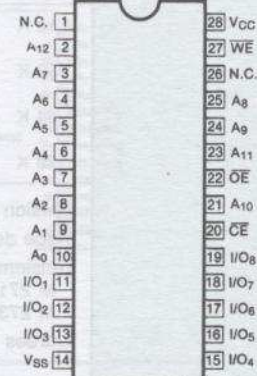 N.C. 1 28 VCC
A12 2 27 WE
A7 3 26 N.C.
A6 4 25 A8
A5 5 24 A9
A4 6 23 A11
A3 7 22 OE
A2 8 21 A10
A1 9 20 CE
A0 10 19 I/O8
I/O1 11 18 I/O7
I/O2 12 17 I/O6
I/O3 13 16 I/O5
VSS 14 15 I/O4